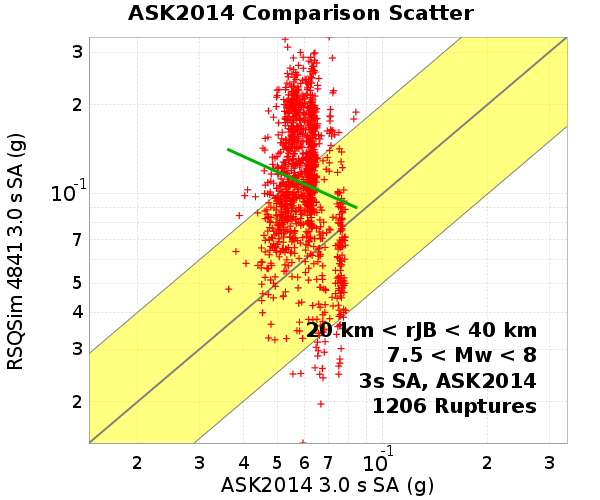 ASK2014 Comparison Scatter
RSQSim 4841 3.0 s SA (g)
3
2
10-1
7
5
4
3
2
20 km < rJB < 40 km
7.5 < Mw < 8
3s SA, ASK2014
1206 Ruptures
2 3 4 5 6 7 10-1 2 3
ASK2014 3.0 s SA (g)